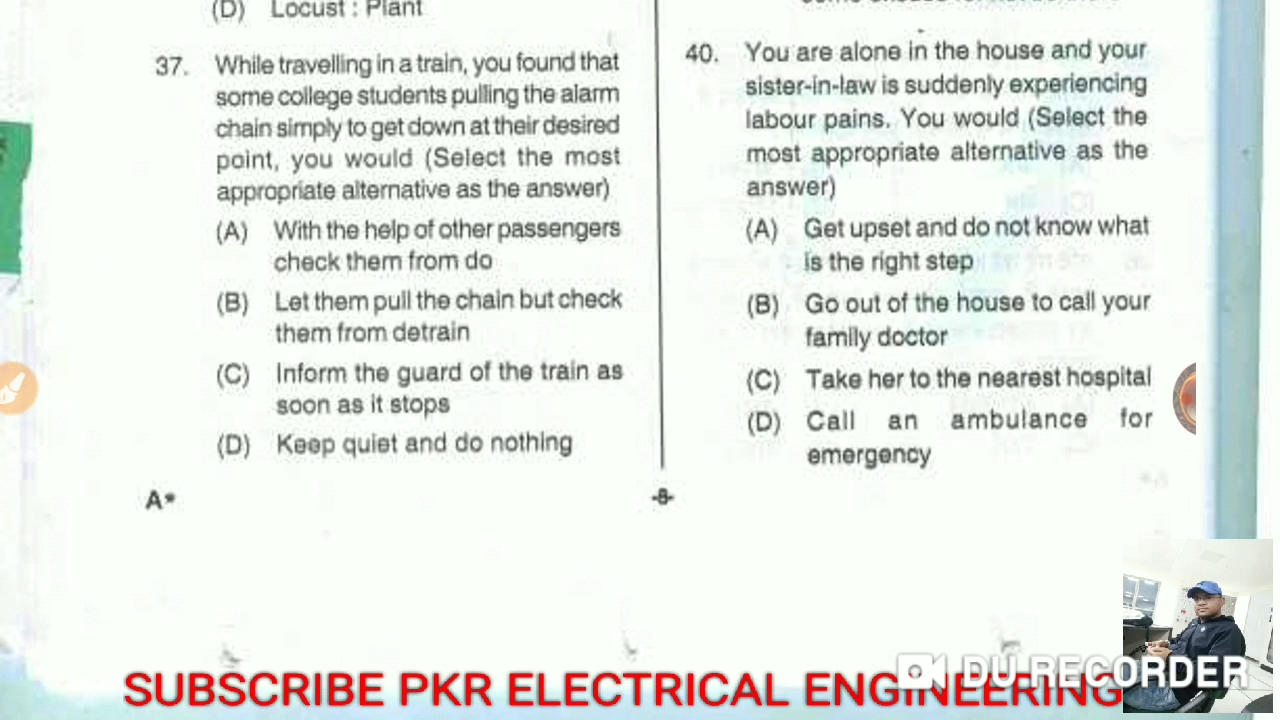 (D) Locust : Plant
37. While travelling in a train, you found that
some college students pulling the alarm
chain simply to get down at their desired
point, you would (Select the most
appropriate alternative as the answer)
(A) With the help of other passengers
check them from do
(B) Let them pull the chain but check
them from detrain
(C) Inform the guard of the train as
soon as it stops
(D) Keep quiet and do nothing
A*
40. You are alone in the house and your
sister-in-law is suddenly experiencing
labour pains. You would (Select the
most appropriate alternative as the
answer)
(A) Get upset and do not know what
is the right step
(B) Go out of the house to call your
family doctor
(C) Take her to the nearest hospital
(D) Call an ambulance for
emergency
-8-
SUBSCRIBE PKR ELECTRICAL ENGINEERING
DU RECORDER